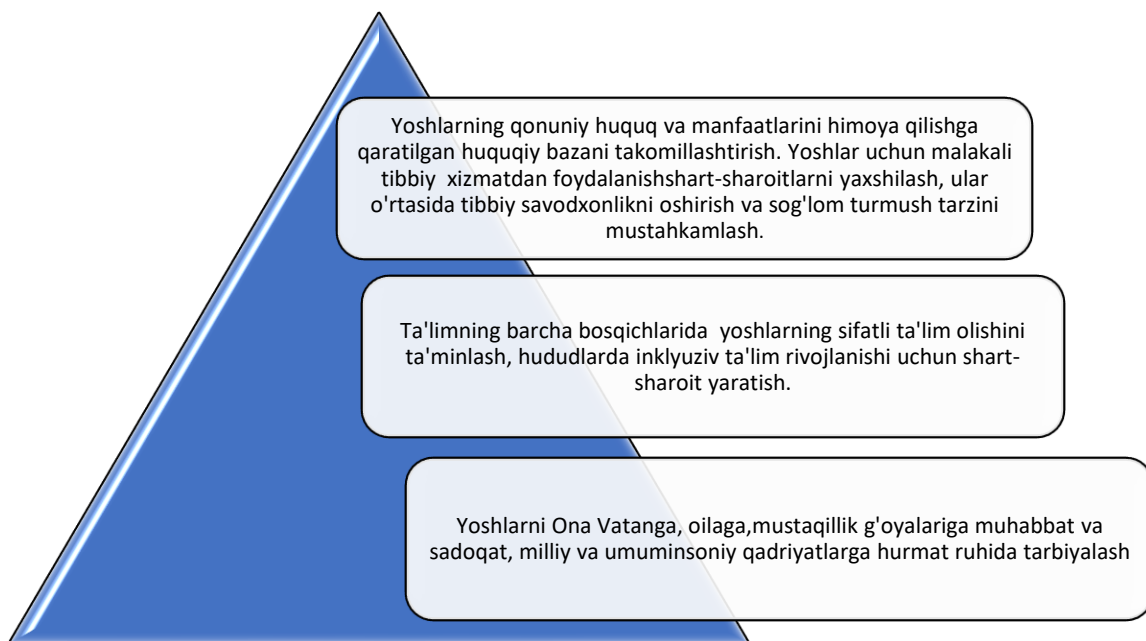 Yoshlarning qonuniy huquq va manfaatlarini himoya qilishga
qaratilgan huquqiy bazani takomillashtirish. Yoshlar uchun malakali
tibbiy  xizmatdan foydalanishshart-sharoitlarni yaxshilash, ular
o'rtasida tibbiy savodxonlikni oshirish va sog'lom turmush tarzini
mustahkamlash.
Ta'limning barcha bosqichlarida  yoshlarning sifatli ta'lim olishini
ta'minlash, hududlarda inklyuziv ta'lim rivojlanishi uchun shart-
sharoit yaratish.
Yoshlarni Ona Vatanga, oilaga,mustaqillik g'oyalariga muhabbat va
sadoqat, milliy va umuminsoniy qadriyatlarga hurmat ruhida tarbiyalash